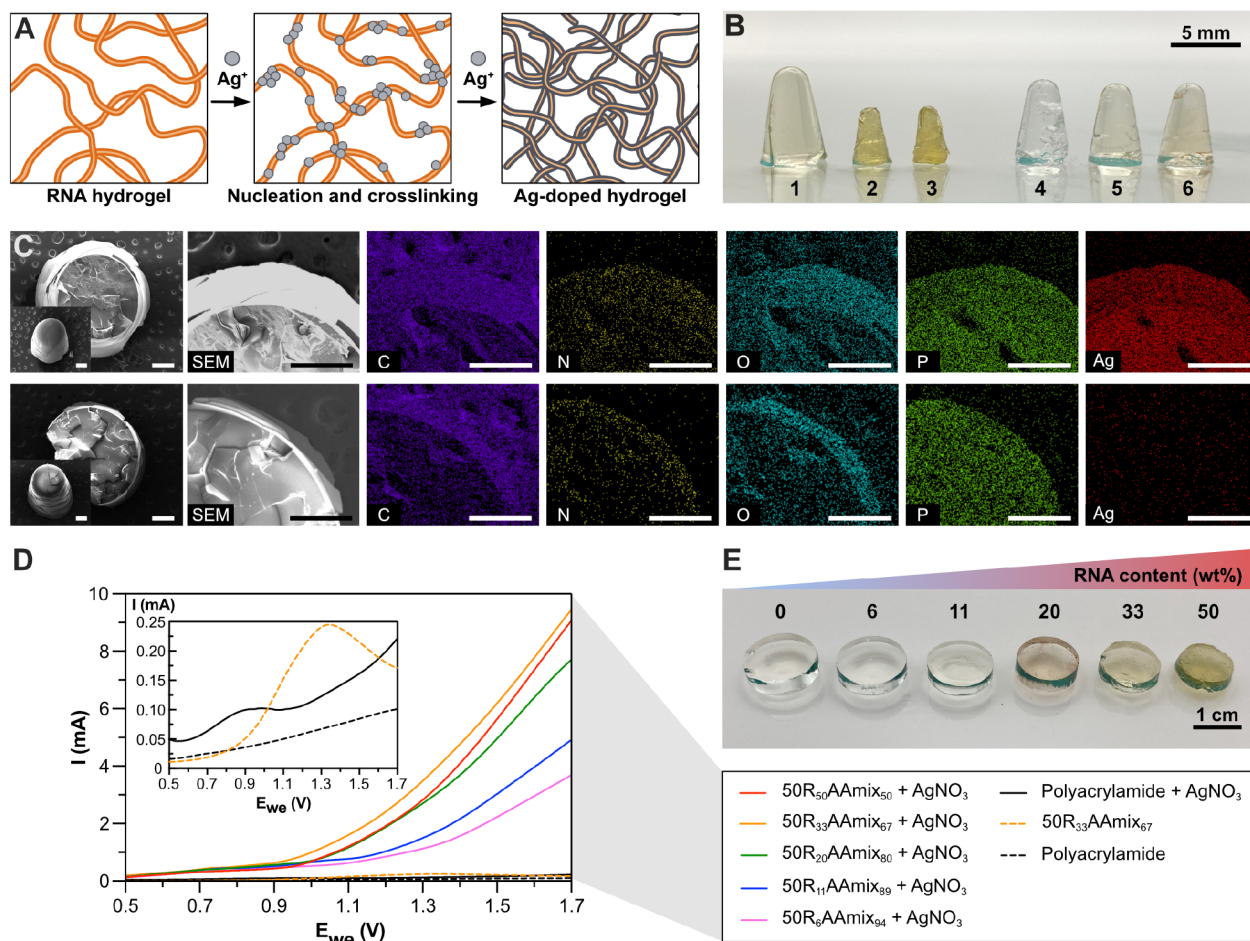 A
Ag⁺
Ag⁺
RNA hydrogel
Nucleation and crosslinking
Ag-doped hydrogel
B
5 mm
1
2
3
4
5
6
C
SEM
C
N
O
P
Ag
SEM
C
N
O
P
Ag
D
I (mA)
10
8
6
4
2
0
0.5
0.7
0.9
1.1
1.3
1.5
1.7
E_we (V)
I (mA)
0.25
0.20
0.15
0.10
0.05
0
0.5
0.7
0.9
1.1
1.3
1.5
1.7
E_we (V)
E
RNA content (wt%)
0
6
11
20
33
50
1 cm
50R₅₀AAmix₅₀ + AgNO₃
50R₃₃AAmix₆₇ + AgNO₃
50R₂₀AAmix₈₀ + AgNO₃
50R₁₁AAmix₈₉ + AgNO₃
50R₆AAmix₉₄ + AgNO₃
Polyacrylamide + AgNO₃
50R₃₃AAmix₆₇
Polyacrylamide